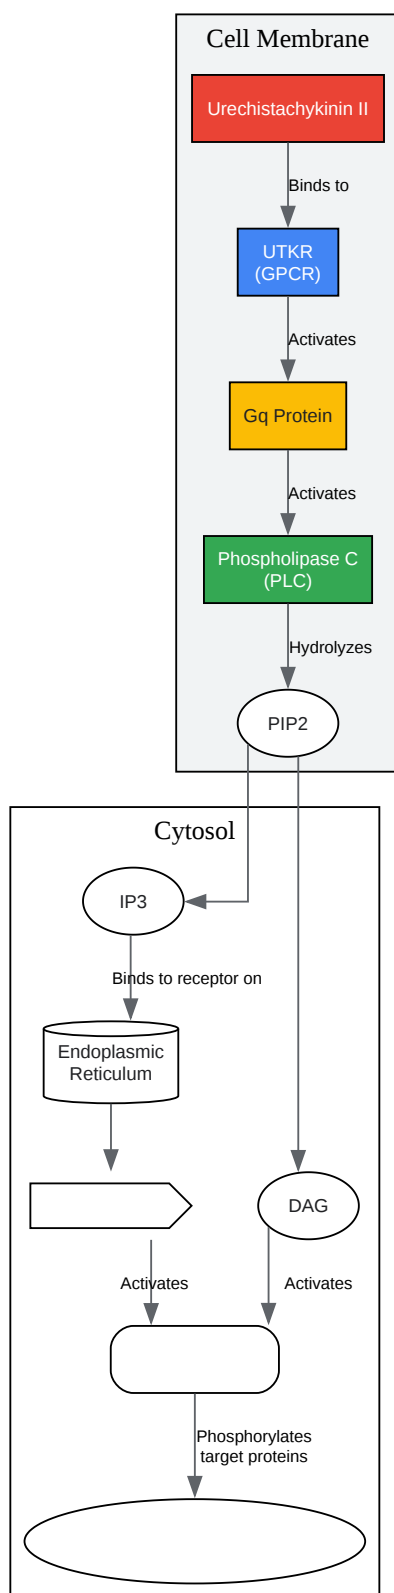 Cell Membrane
Urechistachykinin II
Binds to
UTKR
(GPCR)
Activates
Gq Protein
Activates
Phospholipase C
(PLC)
Hydrolyzes
PIP2
Cytosol
IP3
Binds to receptor on
Endoplasmic
Reticulum
DAG
Activates
Activates
Phosphorylates
target proteins